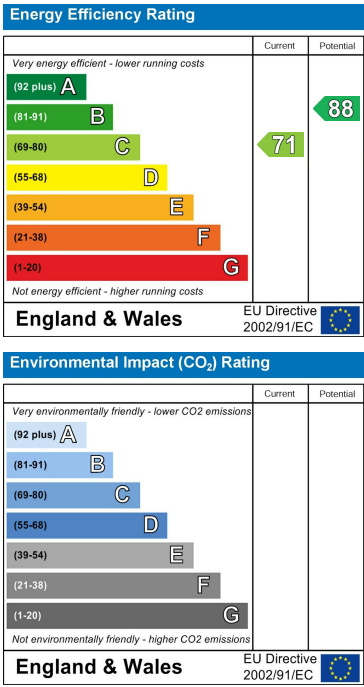 Energy Efficiency Rating
Current Potential
Very energy efficient - lower running costs
(92 plus) A
(81-91) B
(69-80) C
(55-68) D
(39-54) E
(21-38) F
(1-20) G
71
88
Not energy efficient - higher running costs
England & Wales
EU Directive
2002/91/EC
Environmental Impact (CO₂) Rating
Current Potential
Very environmentally friendly - lower CO2 emissions
(92 plus) A
(81-91) B
(69-80) C
(55-68) D
(39-54) E
(21-38) F
(1-20) G
Not environmentally friendly - higher CO2 emissions
England & Wales
EU Directive
2002/91/EC